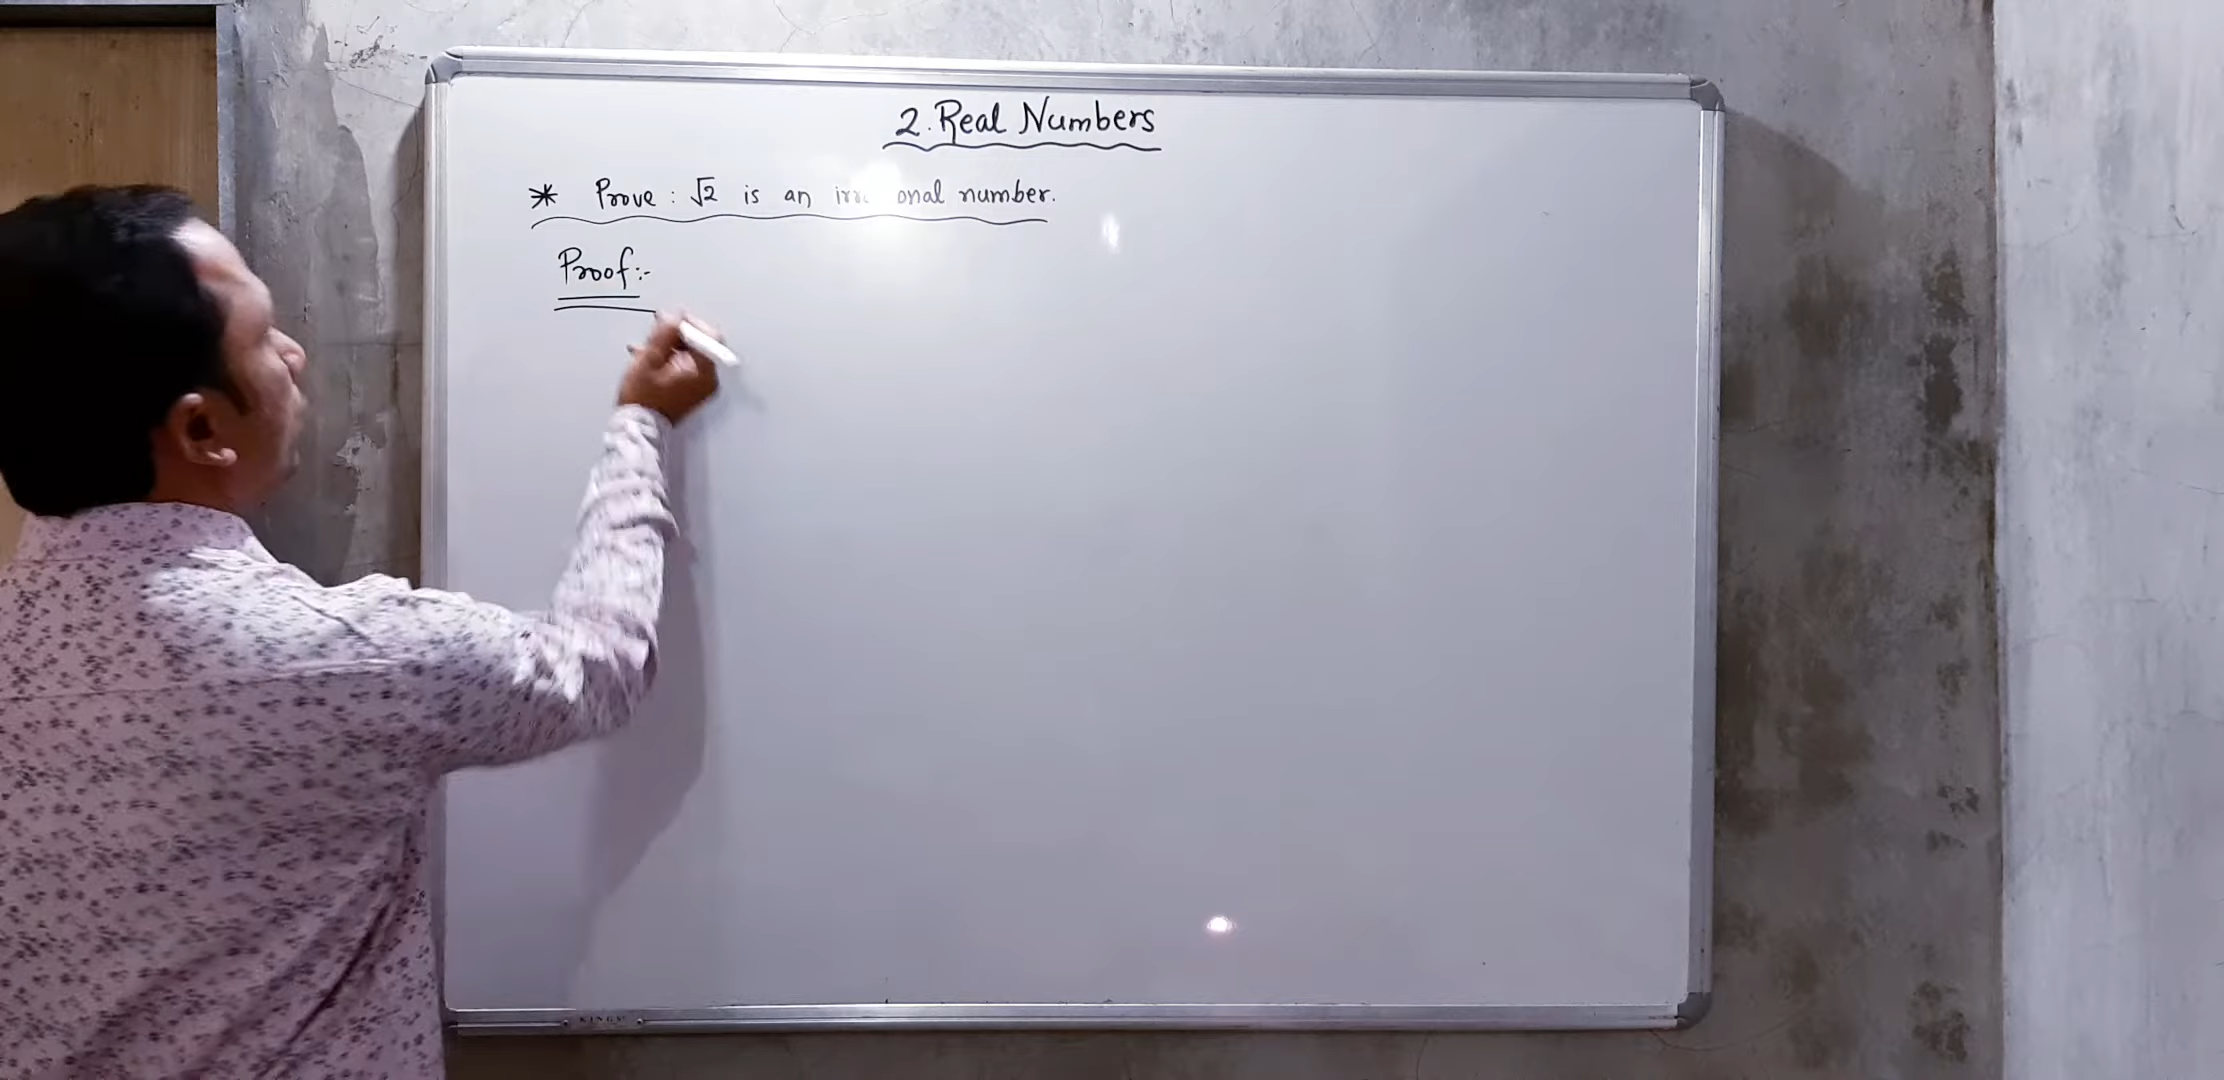 2. Real Numbers
* Prove : √2 is an onal number.
Proof :-